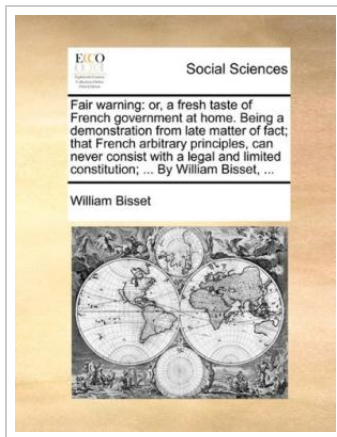 ECCO
Social Sciences
Fair warning: or, a fresh taste of
French government at home. Being a
demonstration from late matter of fact;
that French arbitrary principles, can
never consist with a legal and limited
constitution; ... By William Bisset, ...
William Bisset